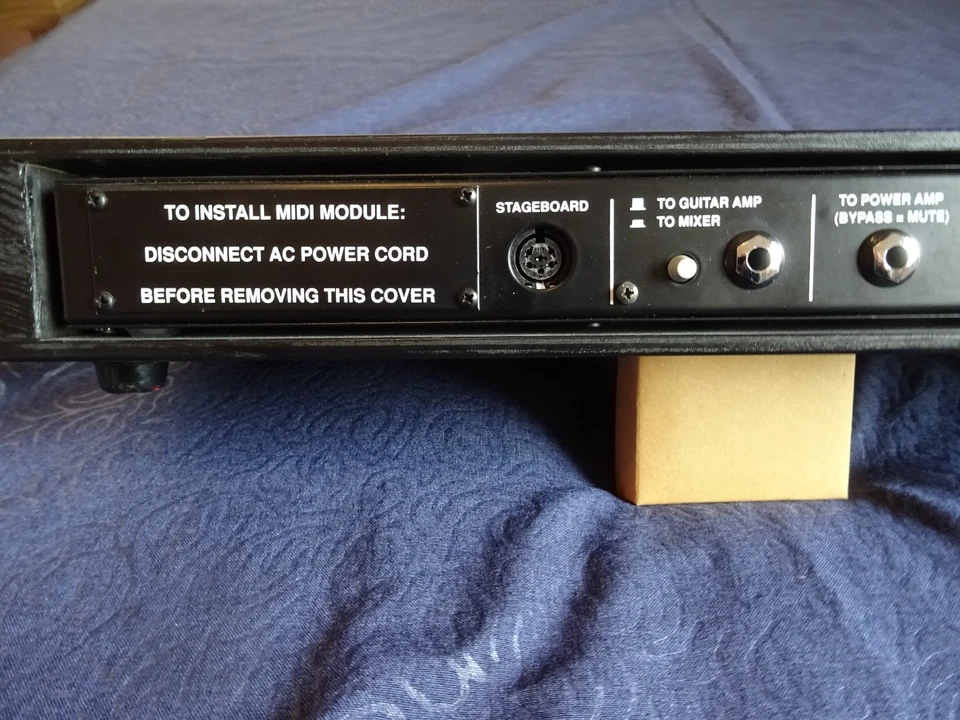 TO INSTALL MIDI MODULE:
DISCONNECT AC POWER CORD
BEFORE REMOVING THIS COVER
STAGEBOARD
TO GUITAR AMP
TO MIXER
TO POWER AMP
(BYPASS = MUTE)